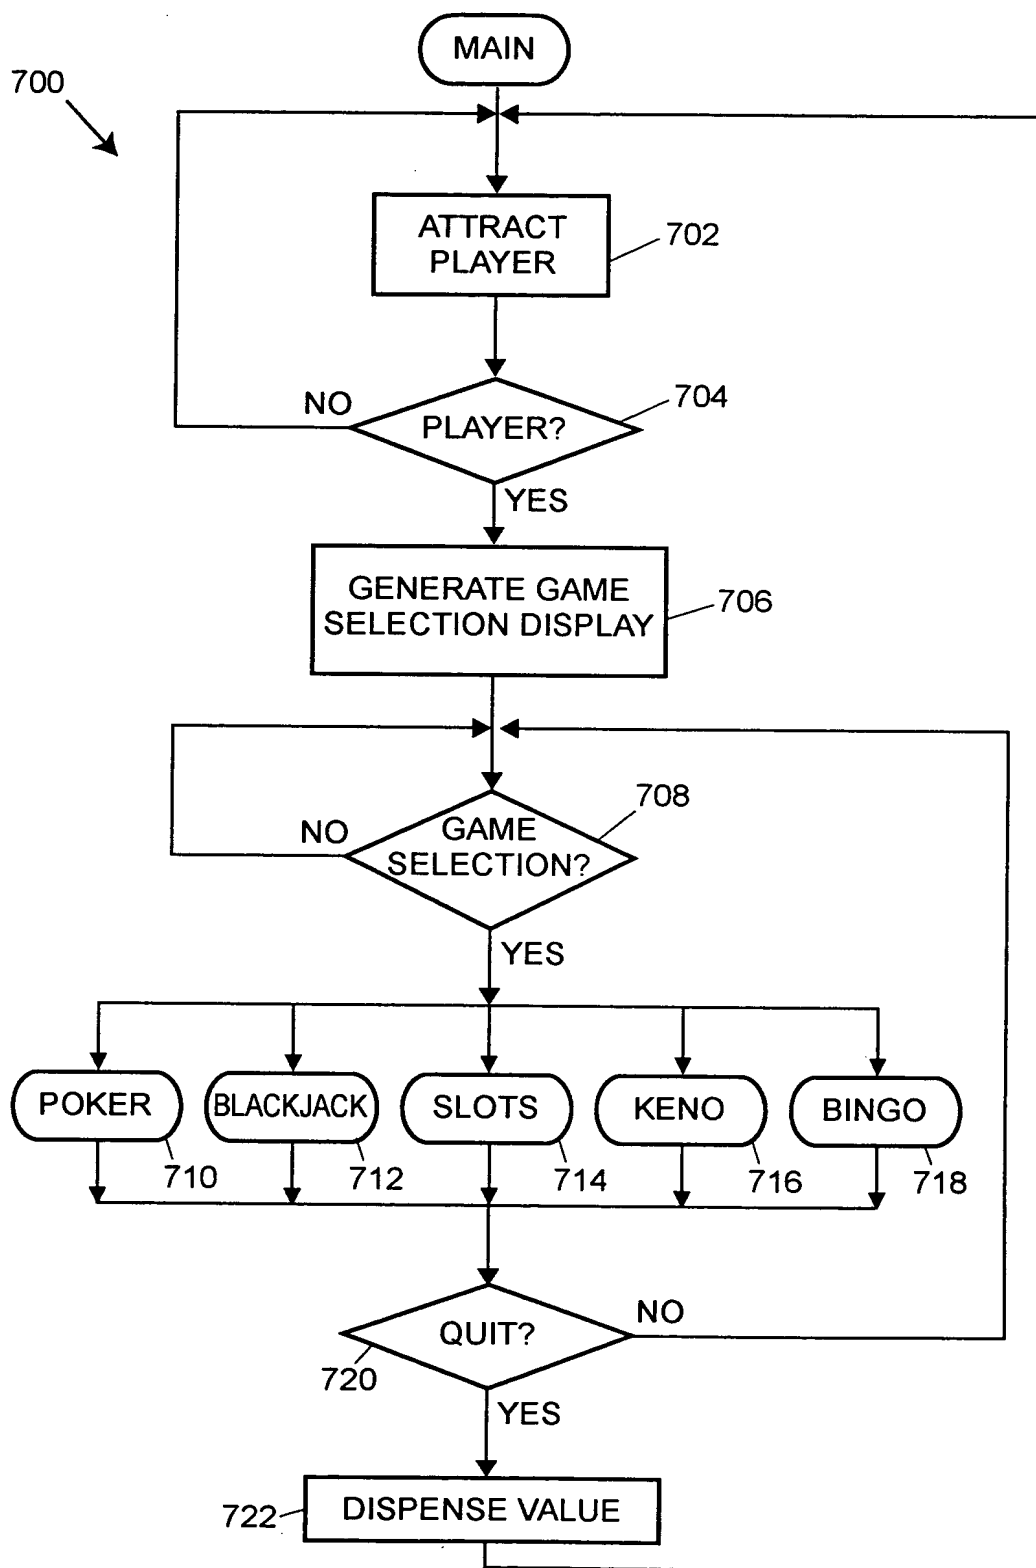 MAIN
700
ATTRACT
PLAYER
702
NO
PLAYER?
704
YES
GENERATE GAME
SELECTION DISPLAY
706
708
NO
GAME
SELECTION?
YES
POKER
BLACKJACK
SLOTS
KENO
BINGO
710
712
714
716
718
QUIT?
NO
720
YES
DISPENSE VALUE
722